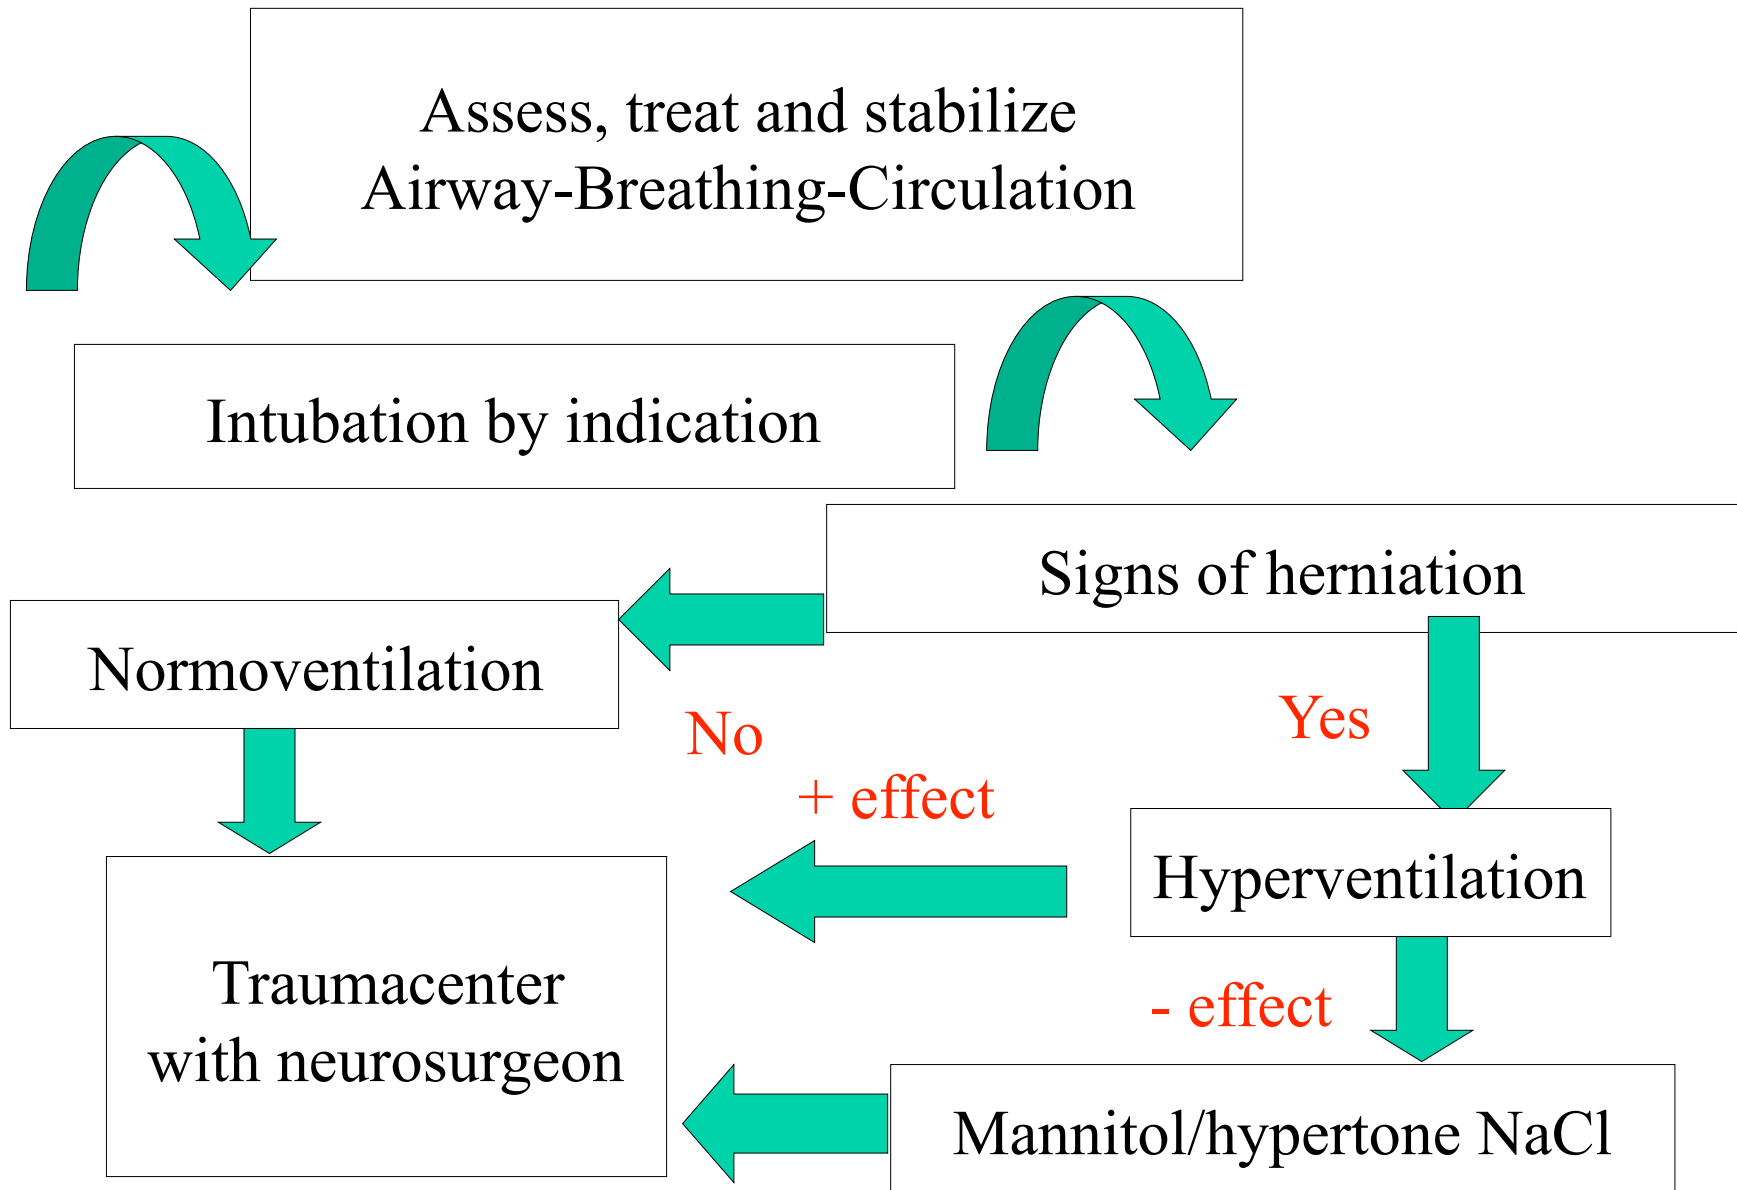 Assess, treat and stabilize
Airway-Breathing-Circulation
Intubation by indication
Signs of herniation
Normoventilation
No
Yes
+ effect
Hyperventilation
Traumacenter
with neurosurgeon
- effect
Mannitol/hypertone NaCl